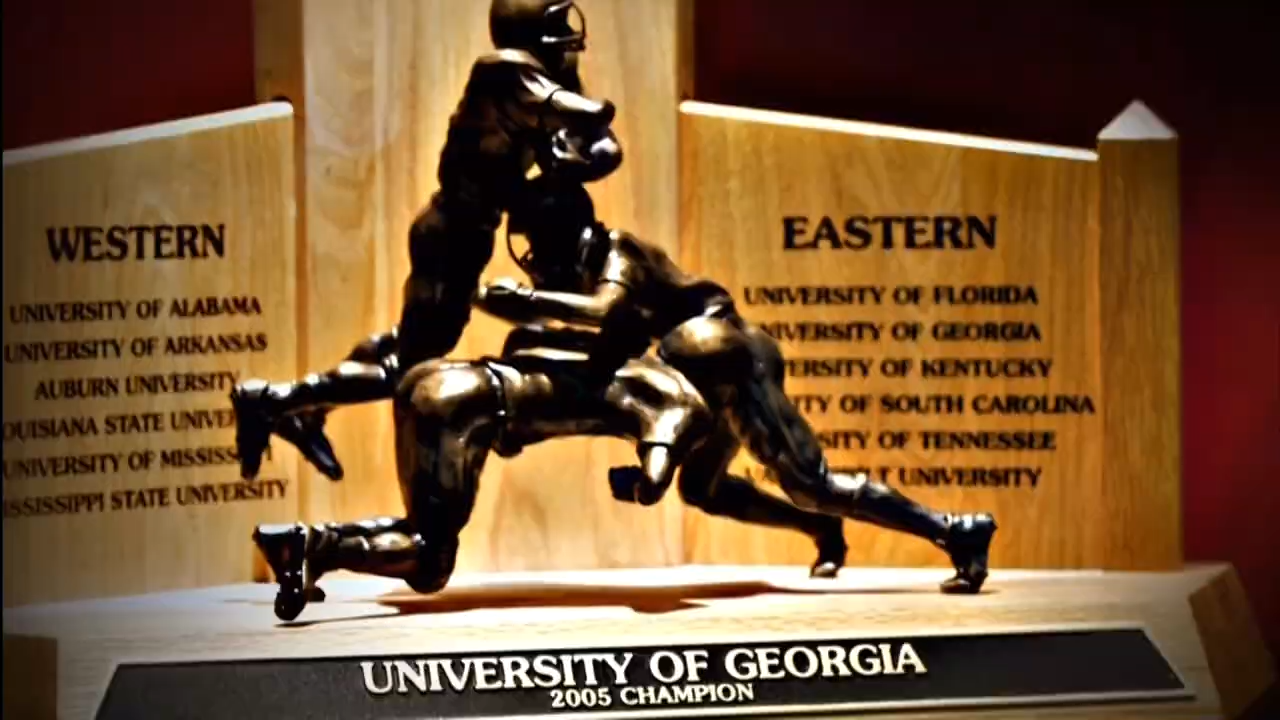 WESTERN
UNIVERSITY OF ALABAMA
UNIVERSITY OF ARKANSAS
AUBURN UNIVERSITY
OUISIANA STATE UNIVER
UNIVERSITY OF MISSISS
ISSISSIPPI STATE UNIVERSITY
EASTERN
UNIVERSITY OF FLORIDA
NIVERSITY OF GEORGIA
ERSITY OF KENTUCKY
ITY OF SOUTH CAROLINA
SITY OF TENNESSEE
T UNIVERSITY
UNIVERSITY OF GEORGIA
2005 CHAMPION